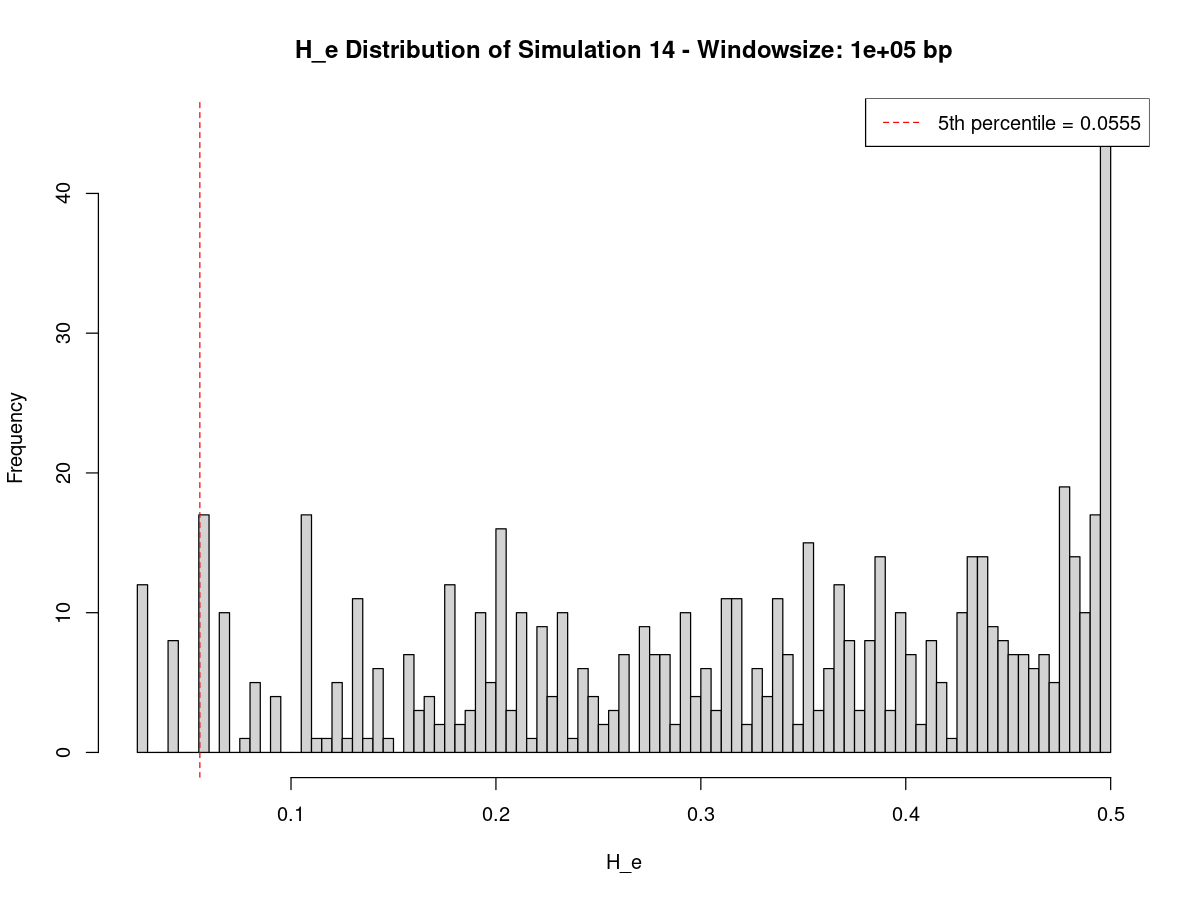 H_e Distribution of Simulation 14 - Windowsize: 1e+05 bp
5th percentile = 0.0555
Frequency
40
30
20
10
0
0.1 0.2 0.3 0.4 0.5
H_e